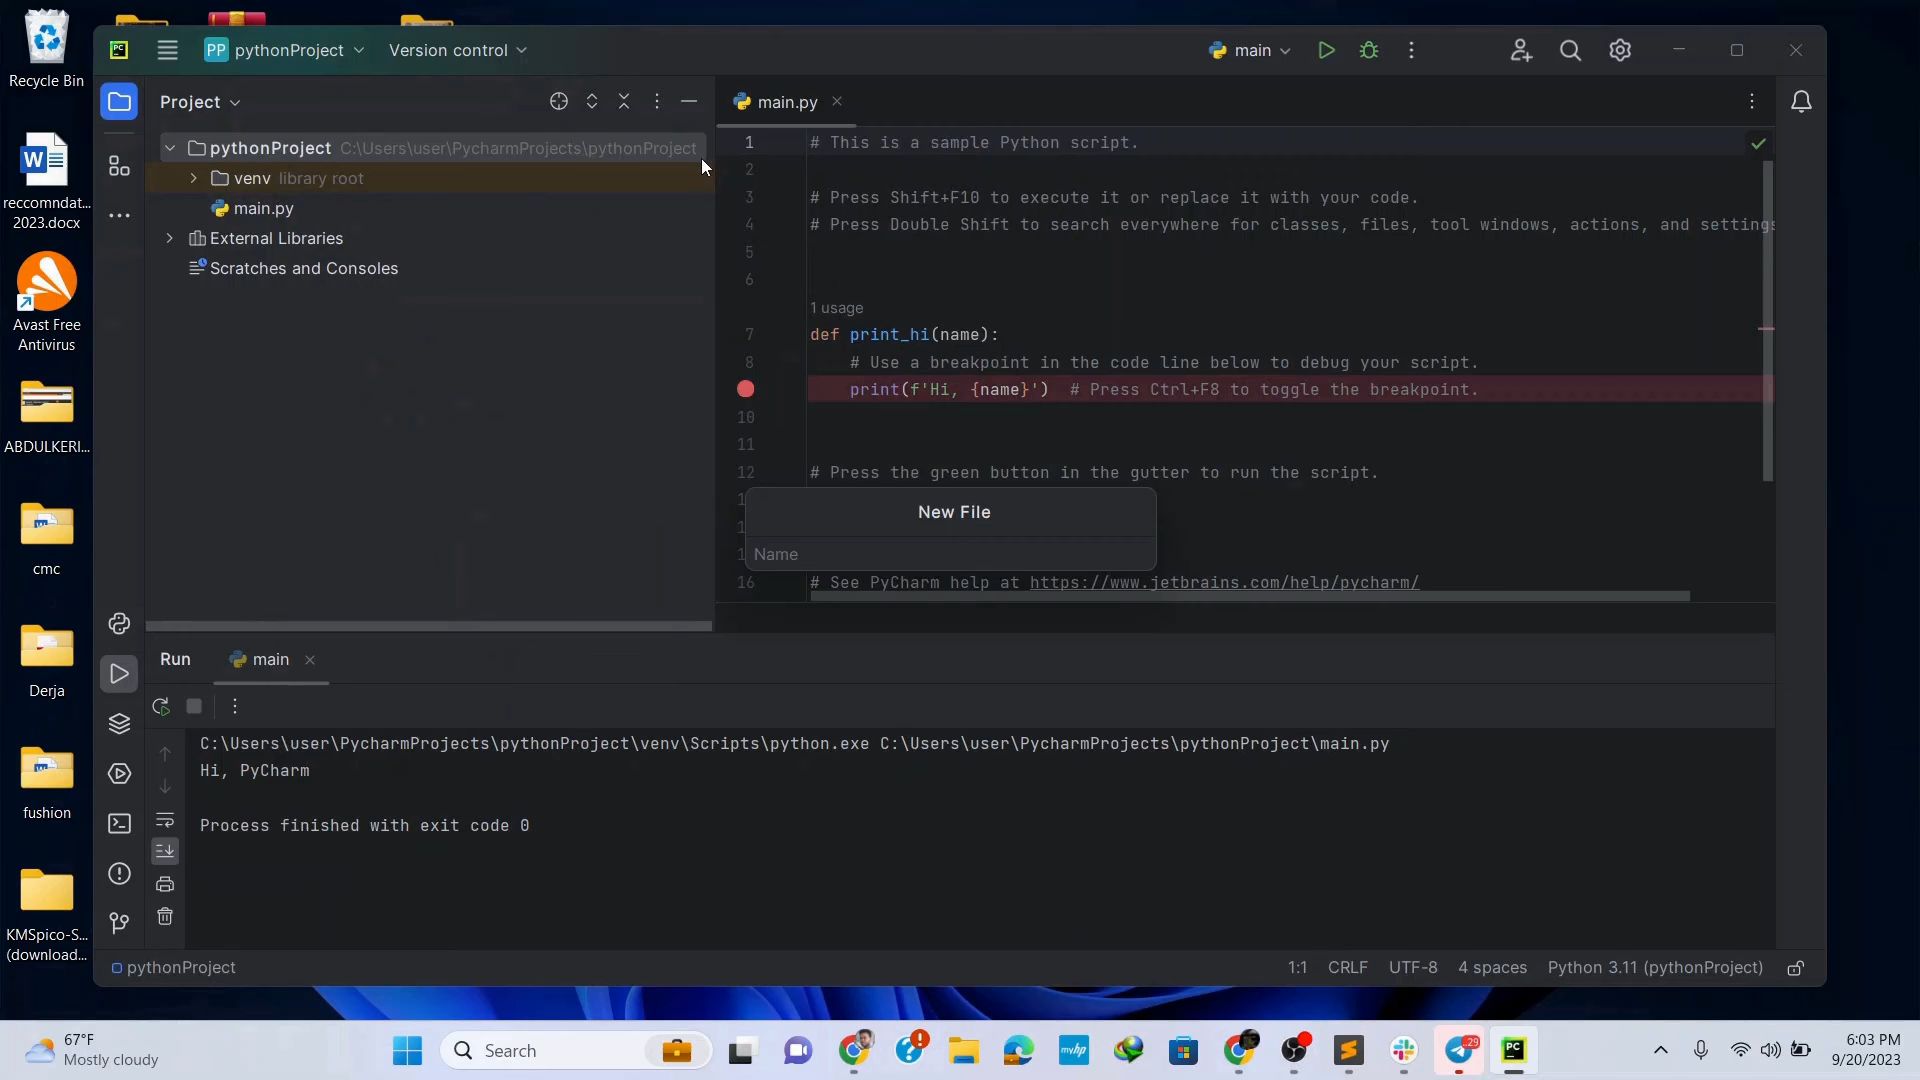 Recycle Bin
reccomndat...
2023.docx
Avast Free
Antivirus
ABDULKERI...
cmc
Derja
fushion
KMSpico-S...
(download...
PP pythonProject
Version control
main
Project
pythonProject C:\Users\user\PycharmProjects\pythonProject
venv library root
main.py
External Libraries
Scratches and Consoles
main.py
1 # This is a sample Python script.
2
3 # Press Shift+F10 to execute it or replace it with your code.
4 # Press Double Shift to search everywhere for classes, files, tool windows, actions, and settings
5
6
1 usage
7 def print_hi(name):
8 # Use a breakpoint in the code line below to debug your script.
print(f'Hi, {name}') # Press Ctrl+F8 to toggle the breakpoint.
10
11
12 # Press the green button in the gutter to run the script.
New File
Name
16 # See PyCharm help at https://www.jetbrains.com/help/pycharm/
Run
main
C:\Users\user\PycharmProjects\pythonProject\venv\Scripts\python.exe C:\Users\user\PycharmProjects\pythonProject\main.py
Hi, PyCharm
Process finished with exit code 0
pythonProject
1:1 CRLF UTF-8 4 spaces Python 3.11 (pythonProject)
67°F
Mostly cloudy
Search
myhp
29
PC
6:03 PM
9/20/2023